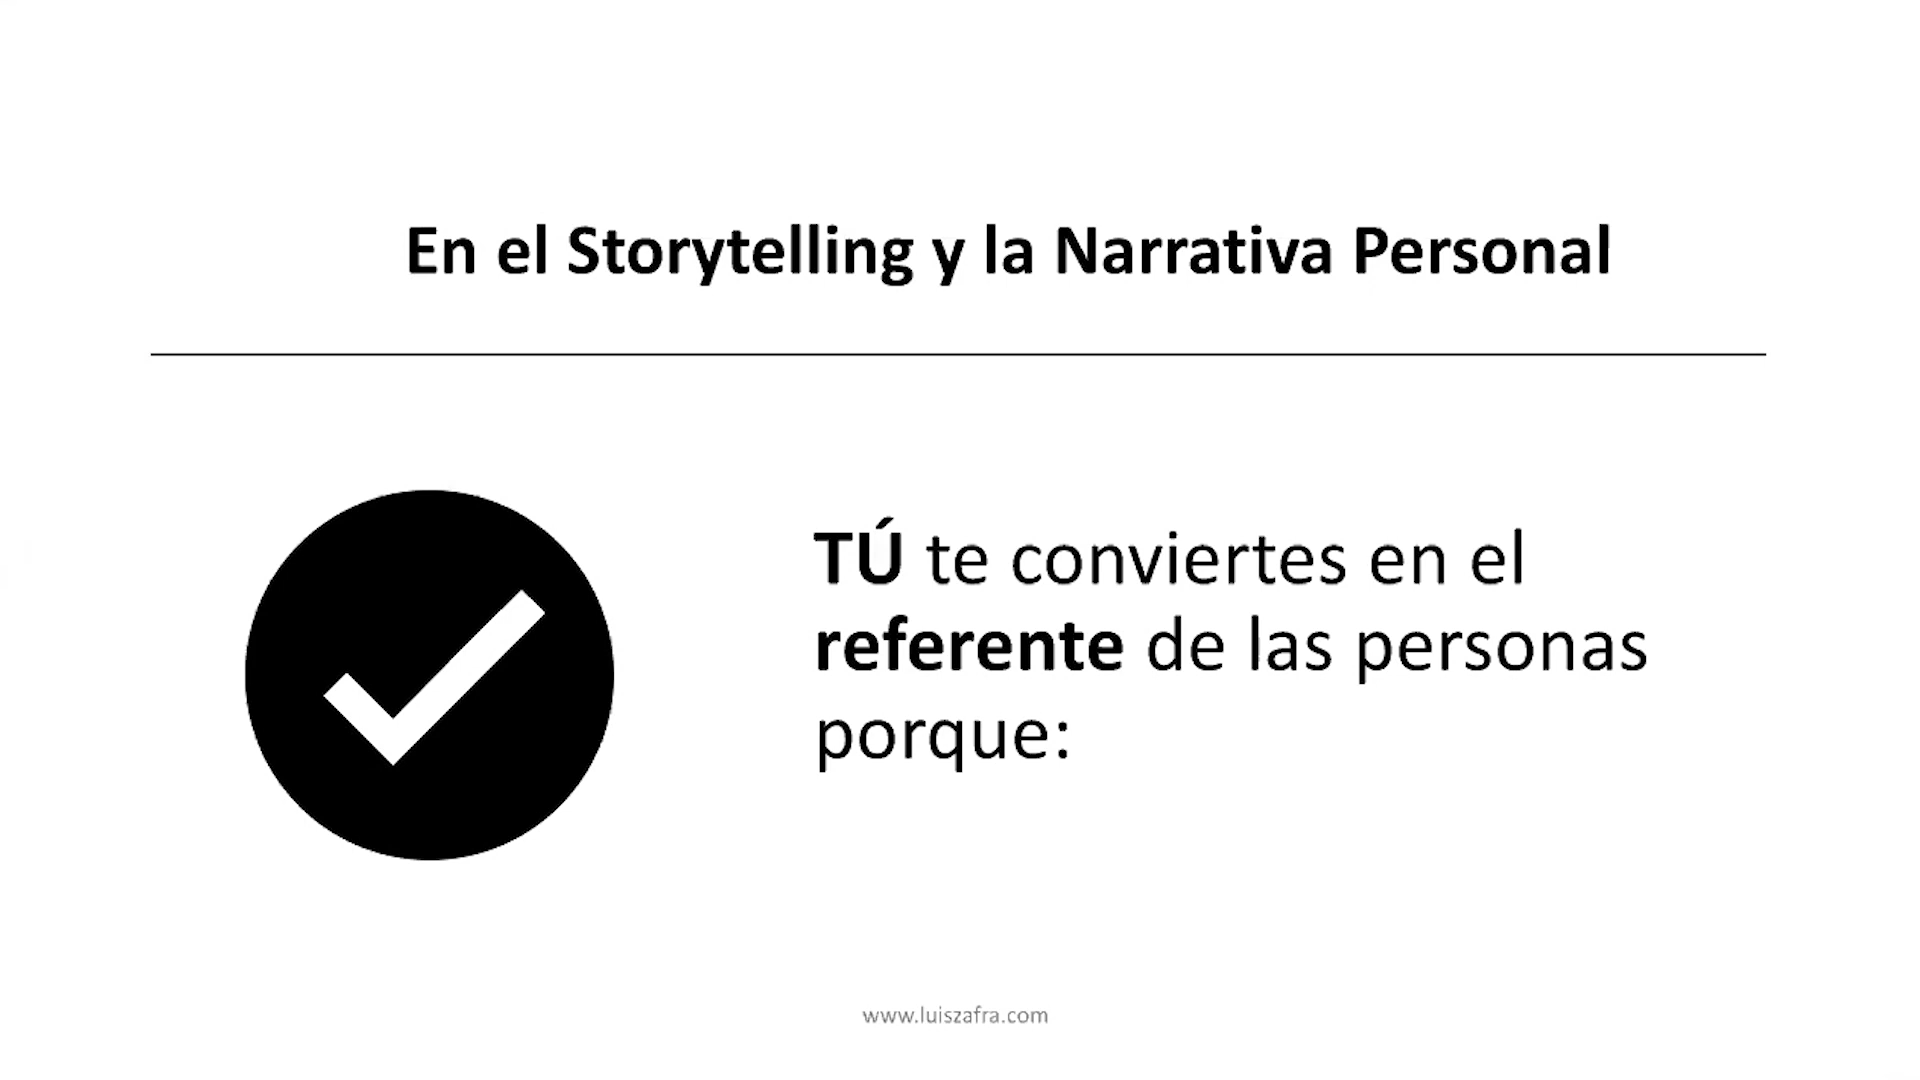 En el Storytelling y la Narrativa Personal
TÚ te conviertes en el
referente de las personas
porque:
www.luiszafra.com